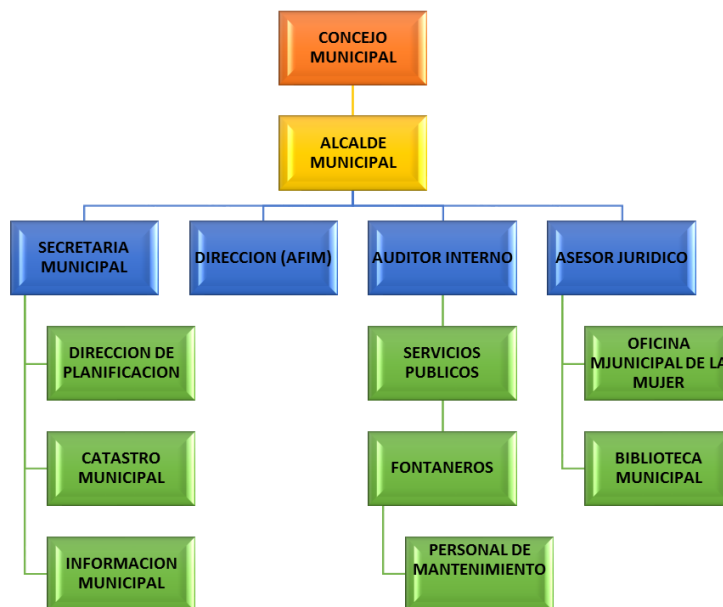 CONCEJO
MUNICIPAL
ALCALDE
MUNICIPAL
SECRETARIA
MUNICIPAL
DIRECCION (AFIM)
AUDITOR INTERNO
ASESOR JURIDICO
DIRECCION DE
PLANIFICACION
SERVICIOS
PUBLICOS
OFICINA
MJUNICIPAL DE LA
MUJER
CATASTRO
MUNICIPAL
FONTANEROS
BIBLIOTECA
MUNICIPAL
INFORMACION
MUNICIPAL
PERSONAL DE
MANTENIMIENTO